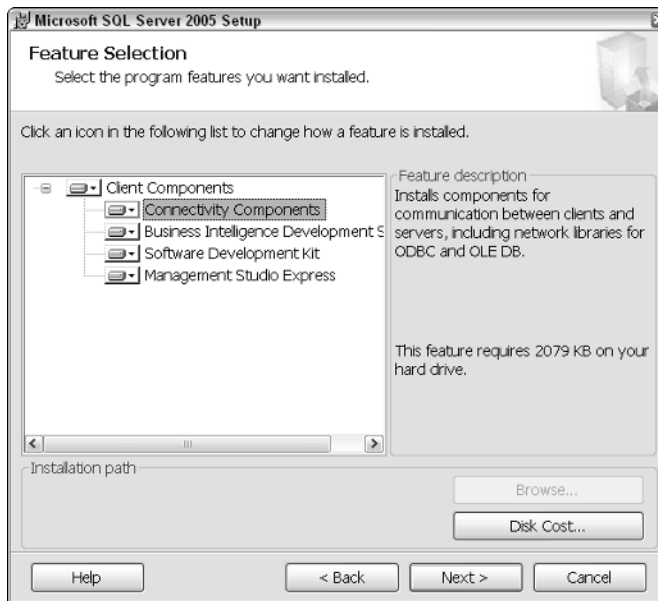 Microsoft SQL Server 2005 Setup
Feature Selection
Select the program features you want installed.
Click an icon in the following list to change how a feature is installed.
Client Components
Connectivity Components
Business Intelligence Development S
Software Development Kit
Management Studio Express
Feature description
Installs components for
communication between clients and
servers, including network libraries for
ODBC and OLE DB.
This feature requires 2079 KB on your
hard drive.
Installation path
Browse...
Disk Cost...
Help
< Back
Next >
Cancel